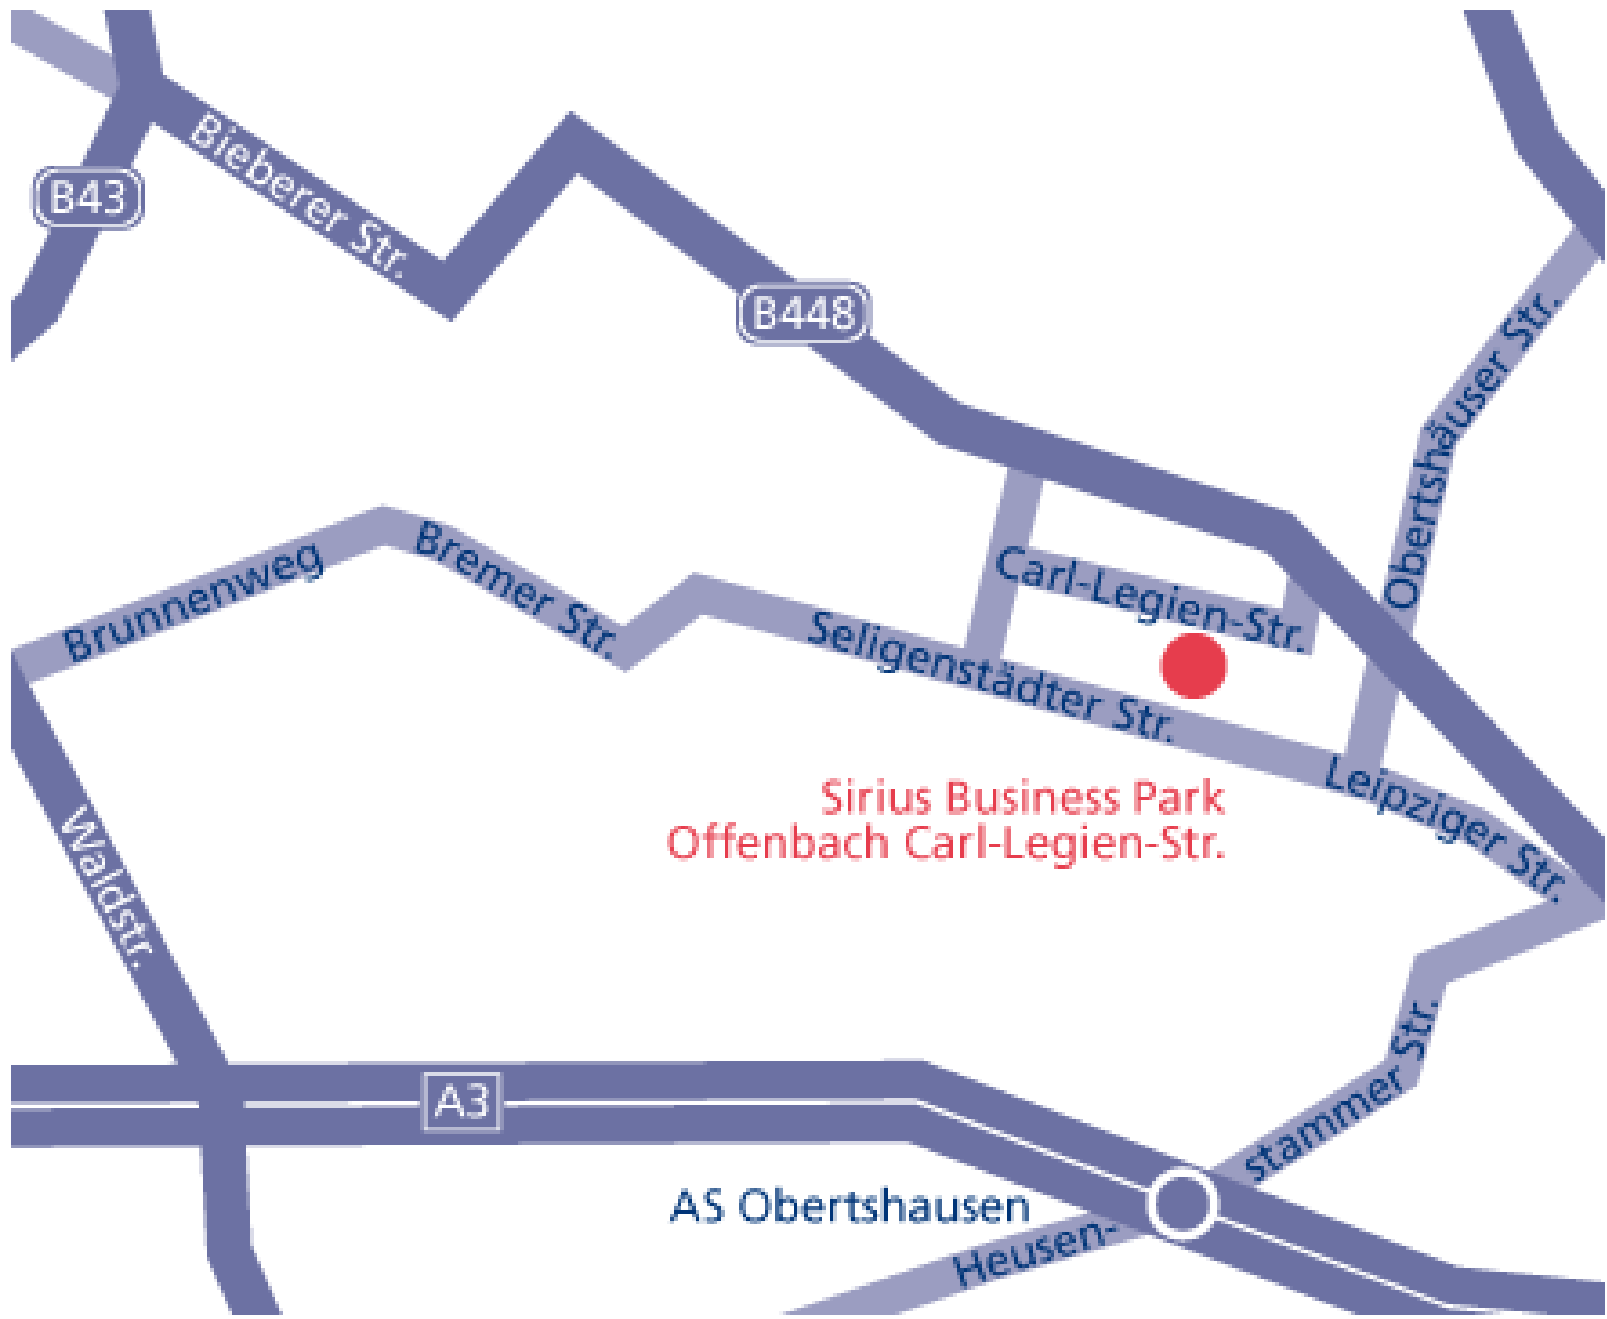 Bieberer Str.
B43
B448
Obertshäuser Str.
Brunnenweg
Bremer Str.
Carl-Legien-Str.
Seligenstädter Str.
Leipziger Str.
Sirius Business Park
Offenbach Carl-Legien-Str.
Waldstr.
A3
AS Obertshausen
Heusen-
stammer Str.